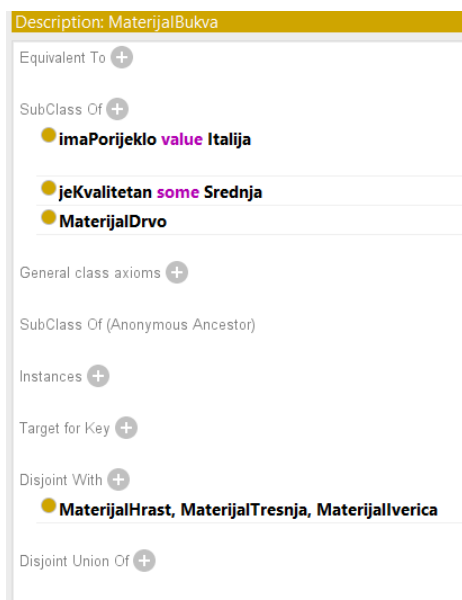 Description: MaterijalBukva
Equivalent To
SubClass Of
imaPorijeklo value Italija
jeKvalitetan some Srednja
MaterijalDrvo
General class axioms
SubClass Of (Anonymous Ancestor)
Instances
Target for Key
Disjoint With
MaterijalHrast, MaterijalTresnja, MaterijalIverica
Disjoint Union Of